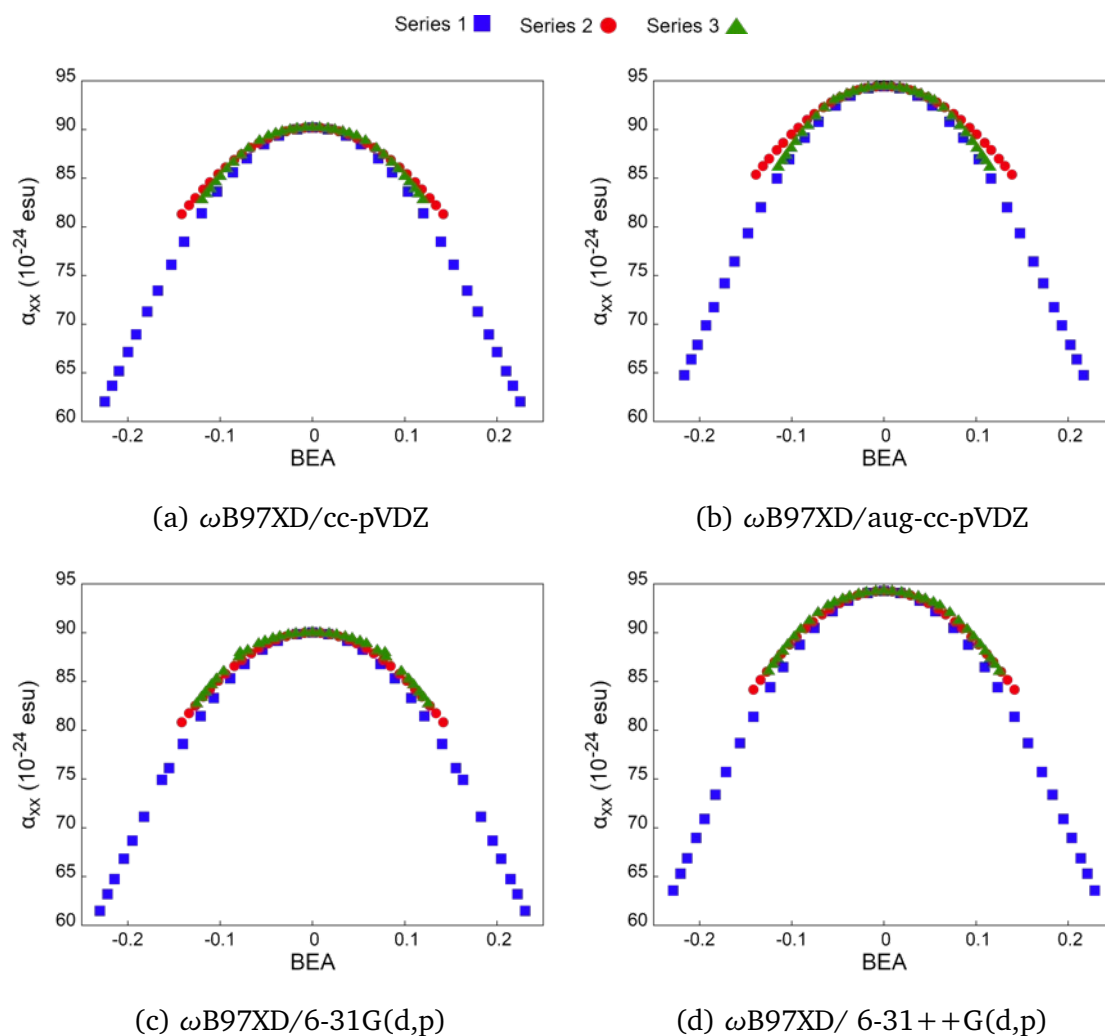 Series 1 Series 2 Series 3
95
90
85
80
75
70
65
60
αxx (10⁻²⁴ esu)
-0.2 -0.1 0 0.1 0.2
BEA
(a) ωB97XD/cc-pVDZ
95
90
85
80
75
70
65
60
αxx (10⁻²⁴ esu)
-0.2 -0.1 0 0.1 0.2
BEA
(b) ωB97XD/aug-cc-pVDZ
95
90
85
80
75
70
65
60
αxx (10⁻²⁴ esu)
-0.2 -0.1 0 0.1 0.2
BEA
(c) ωB97XD/6-31G(d,p)
95
90
85
80
75
70
65
60
αxx (10⁻²⁴ esu)
-0.2 -0.1 0 0.1 0.2
BEA
(d) ωB97XD/ 6-31++G(d,p)